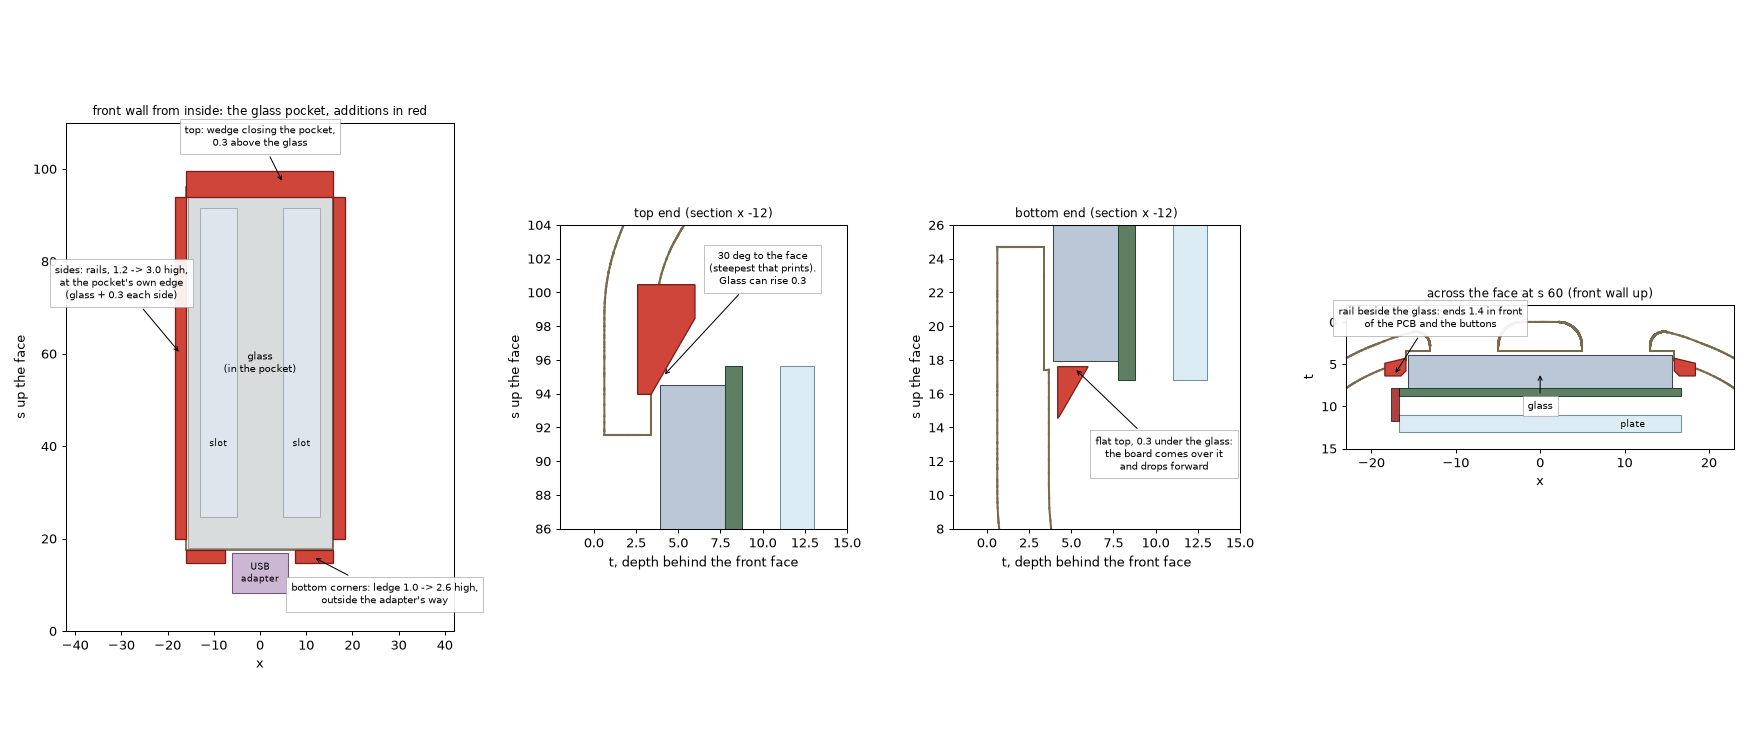 front wall from inside: the glass pocket, additions in red
top: wedge closing the pocket,
0.3 above the glass
sides: rails, 1.2 -> 3.0 high,
at the pocket's own edge
(glass + 0.3 each side)
glass
(in the pocket)
slot
slot
USB
adapter
bottom corners: ledge 1.0 -> 2.6 high,
outside the adapter's way
s up the face
100
80
60
40
20
0
−40 −30 −20 −10 0 10 20 30 40
x
top end (section x -12)
30 deg to the face
(steepest that prints).
Glass can rise 0.3
s up the face
104
102
100
98
96
94
92
90
88
86
0.0 2.5 5.0 7.5 10.0 12.5 15.0
t, depth behind the front face
bottom end (section x -12)
flat top, 0.3 under the glass:
the board comes over it
and drops forward
s up the face
26
24
22
20
18
16
14
12
10
8
0.0 2.5 5.0 7.5 10.0 12.5 15.0
t, depth behind the front face
across the face at s 60 (front wall up)
rail beside the glass: ends 1.4 in front
of the PCB and the buttons
glass
plate
t
0
5
10
15
−20 −10 0 10 20
x